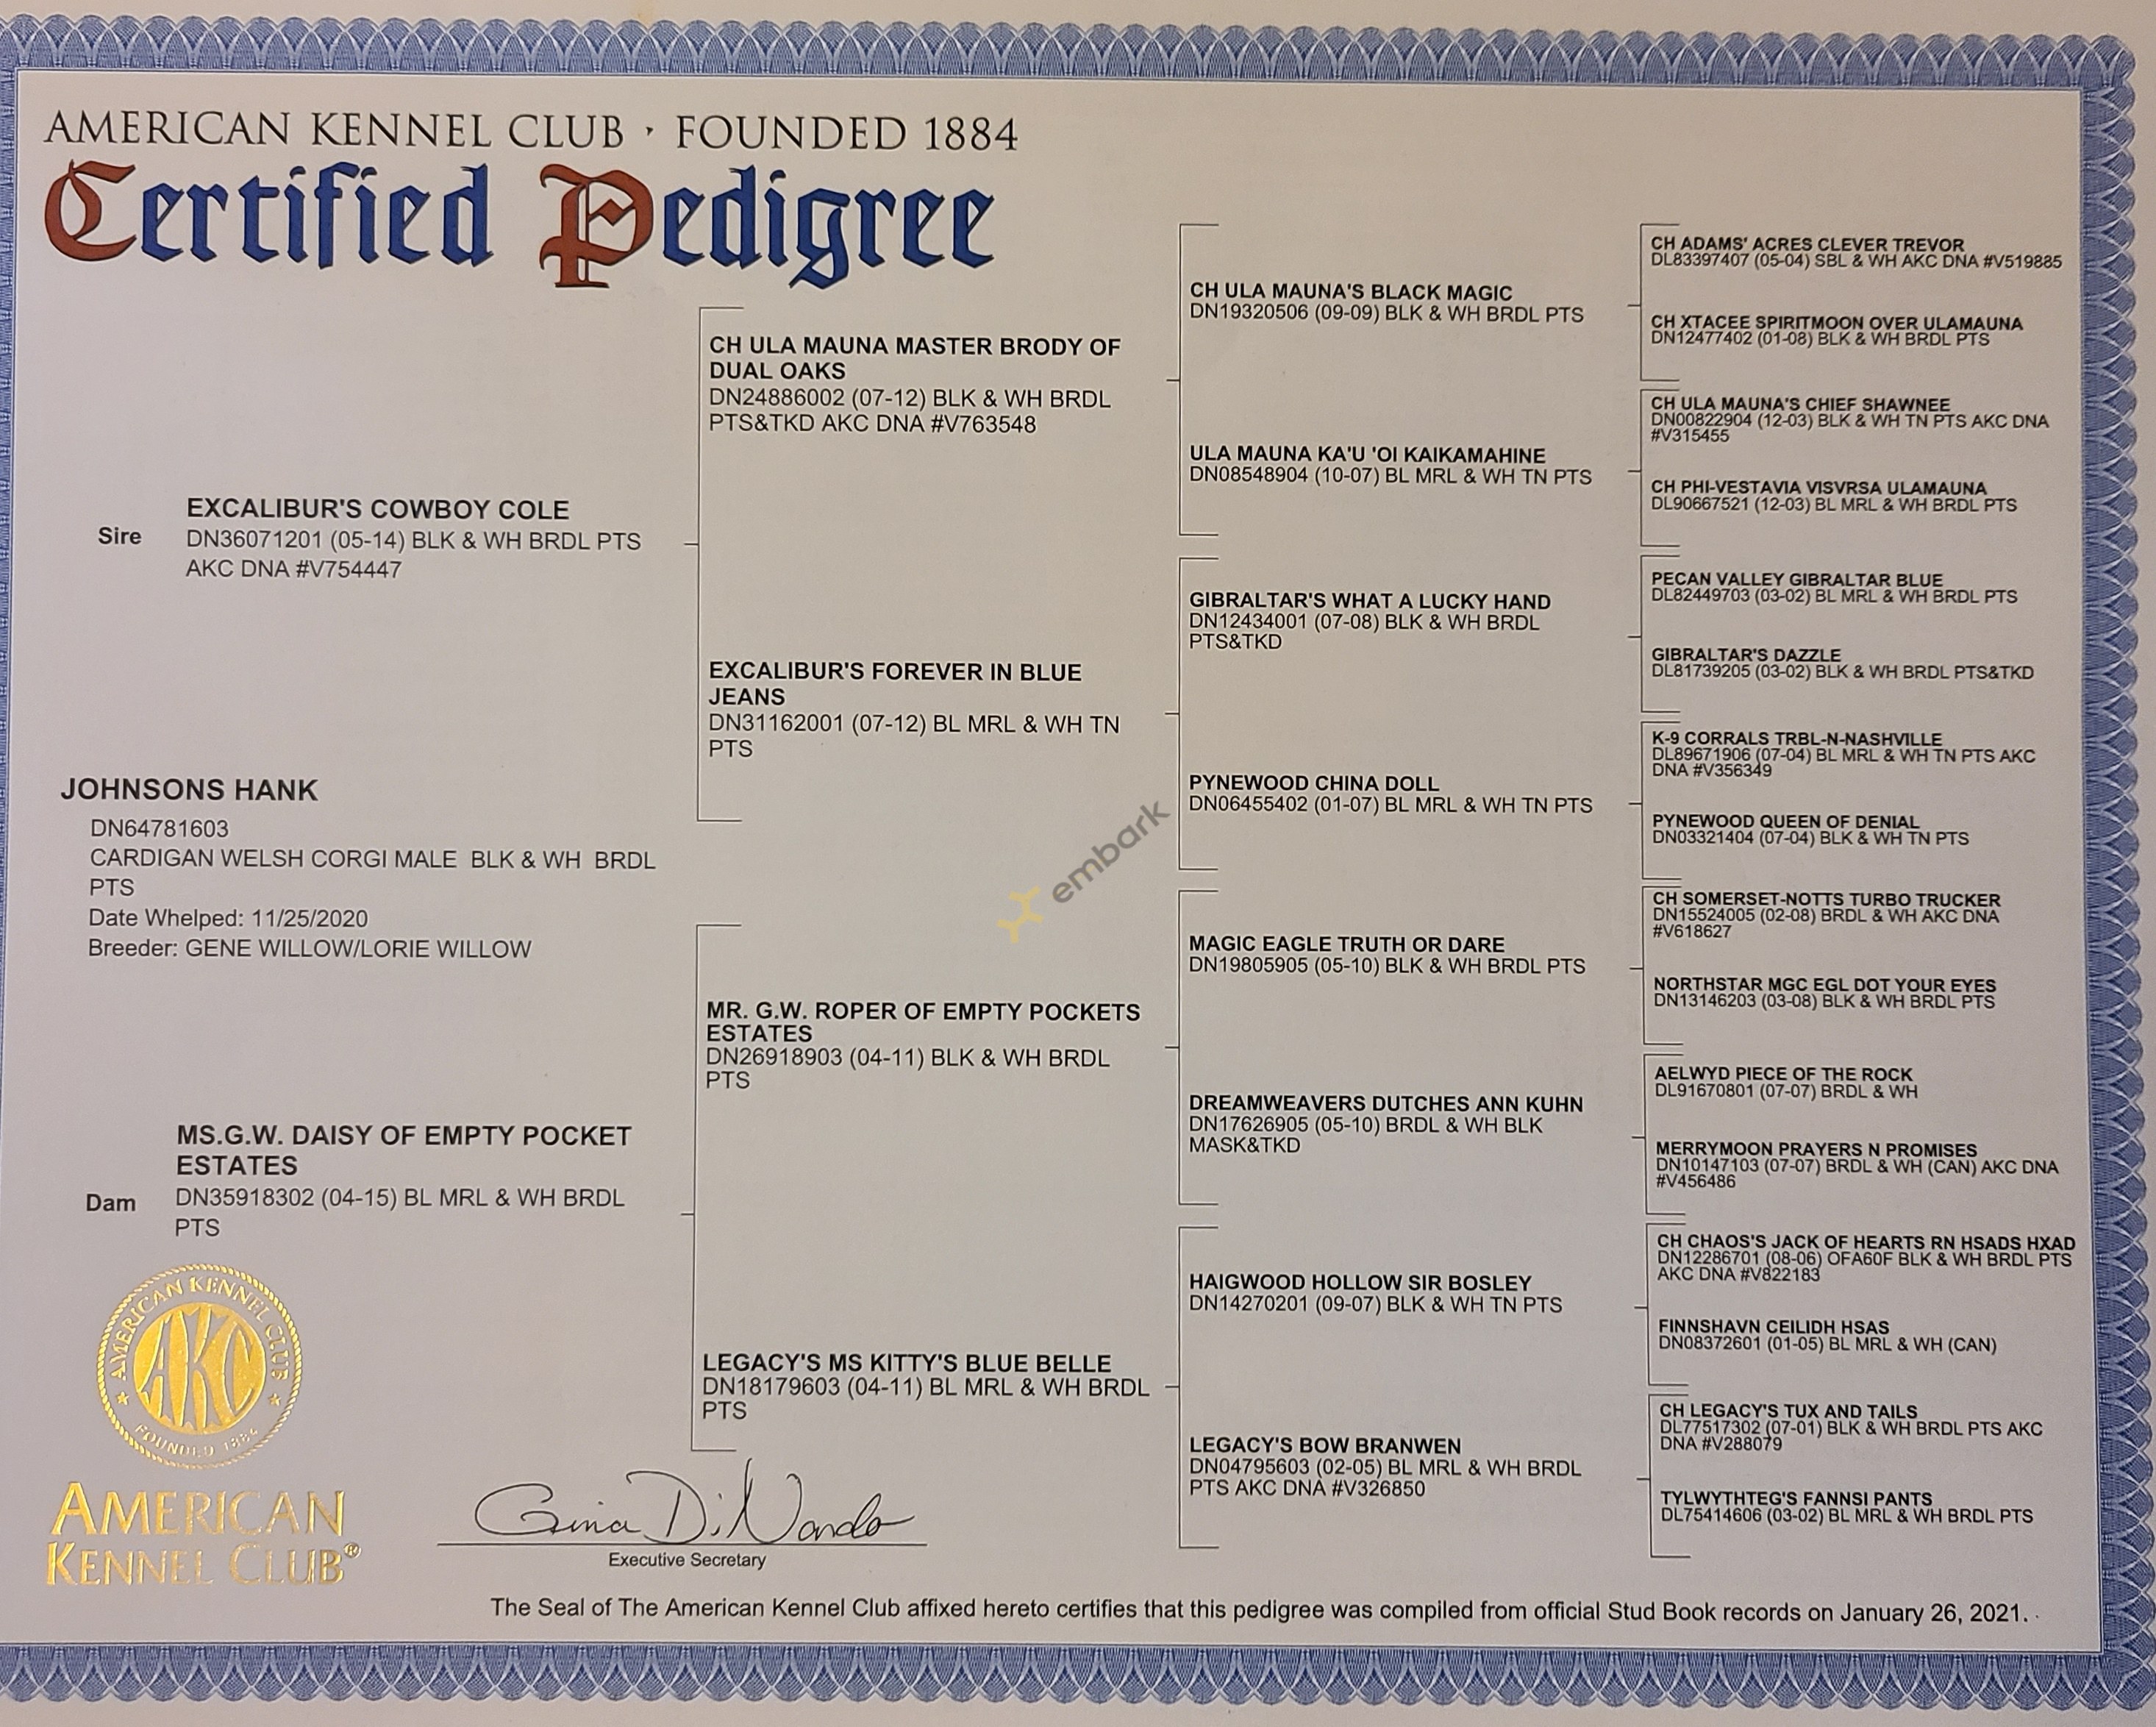 AMERICAN KENNEL CLUB · FOUNDED 1884
Certified Pedigree
Sire
EXCALIBUR'S COWBOY COLE
DN36071201 (05-14) BLK & WH BRDL PTS
AKC DNA #V754447
JOHNSONS HANK
DN64781603
CARDIGAN WELSH CORGI MALE BLK & WH BRDL
PTS
Date Whelped: 11/25/2020
Breeder: GENE WILLOW/LORIE WILLOW
Dam
MS.G.W. DAISY OF EMPTY POCKET
ESTATES
DN35918302 (04-15) BL MRL & WH BRDL
PTS
CH ULA MAUNA MASTER BRODY OF
DUAL OAKS
DN24886002 (07-12) BLK & WH BRDL
PTS&TKD AKC DNA #V763548
EXCALIBUR'S FOREVER IN BLUE
JEANS
DN31162001 (07-12) BL MRL & WH TN
PTS
MR. G.W. ROPER OF EMPTY POCKETS
ESTATES
DN26918903 (04-11) BLK & WH BRDL
PTS
LEGACY'S MS KITTY'S BLUE BELLE
DN18179603 (04-11) BL MRL & WH BRDL
PTS
CH ULA MAUNA'S BLACK MAGIC
DN19320506 (09-09) BLK & WH BRDL PTS
ULA MAUNA KA'U 'OI KAIKAMAHINE
DN08548904 (10-07) BL MRL & WH TN PTS
GIBRALTAR'S WHAT A LUCKY HAND
DN12434001 (07-08) BLK & WH BRDL
PTS&TKD
PYNEWOOD CHINA DOLL
DN06455402 (01-07) BL MRL & WH TN PTS
MAGIC EAGLE TRUTH OR DARE
DN19805905 (05-10) BLK & WH BRDL PTS
DREAMWEAVERS DUTCHES ANN KUHN
DN17626905 (05-10) BRDL & WH BLK
MASK&TKD
HAIGWOOD HOLLOW SIR BOSLEY
DN14270201 (09-07) BLK & WH TN PTS
LEGACY'S BOW BRANWEN
DN04795603 (02-05) BL MRL & WH BRDL
PTS AKC DNA #V326850
CH ADAMS' ACRES CLEVER TREVOR
DL83397407 (05-04) SBL & WH AKC DNA #V519885
CH XTACEE SPIRITMOON OVER ULAMAUNA
DN12477402 (01-08) BLK & WH BRDL PTS
CH ULA MAUNA'S CHIEF SHAWNEE
DN00822904 (12-03) BLK & WH TN PTS AKC DNA
#V315455
CH PHI-VESTAVIA VISVRSA ULAMAUNA
DL90667521 (12-03) BL MRL & WH BRDL PTS
PECAN VALLEY GIBRALTAR BLUE
DL82449703 (03-02) BL MRL & WH BRDL PTS
GIBRALTAR'S DAZZLE
DL81739205 (03-02) BLK & WH BRDL PTS&TKD
K-9 CORRALS TRBL-N-NASHVILLE
DL89671906 (07-04) BL MRL & WH TN PTS AKC
DNA #V356349
PYNEWOOD QUEEN OF DENIAL
DN03321404 (07-04) BLK & WH TN PTS
CH SOMERSET-NOTTS TURBO TRUCKER
DN15524005 (02-08) BRDL & WH AKC DNA
#V618627
NORTHSTAR MGC EGL DOT YOUR EYES
DN13146203 (03-08) BLK & WH BRDL PTS
AELWYD PIECE OF THE ROCK
DL91670801 (07-07) BRDL & WH
MERRYMOON PRAYERS N PROMISES
DN10147103 (07-07) BRDL & WH (CAN) AKC DNA
#V456486
CH CHAOS'S JACK OF HEARTS RN HSADS HXAD
DN12286701 (08-06) OFA60F BLK & WH BRDL PTS
AKC DNA #V822183
FINNSHAVN CEILIDH HSAS
DN08372601 (01-05) BL MRL & WH (CAN)
CH LEGACY'S TUX AND TAILS
DL77517302 (07-01) BLK & WH BRDL PTS AKC
DNA #V288079
TYLWYTHTEG'S FANNSI PANTS
DL75414606 (03-02) BL MRL & WH BRDL PTS
embark
AMERICAN KENNEL CLUB
AKC
FOUNDED 1884
AMERICAN
KENNEL CLUB®
Gina DiNardo
Executive Secretary
The Seal of The American Kennel Club affixed hereto certifies that this pedigree was compiled from official Stud Book records on January 26, 2021.